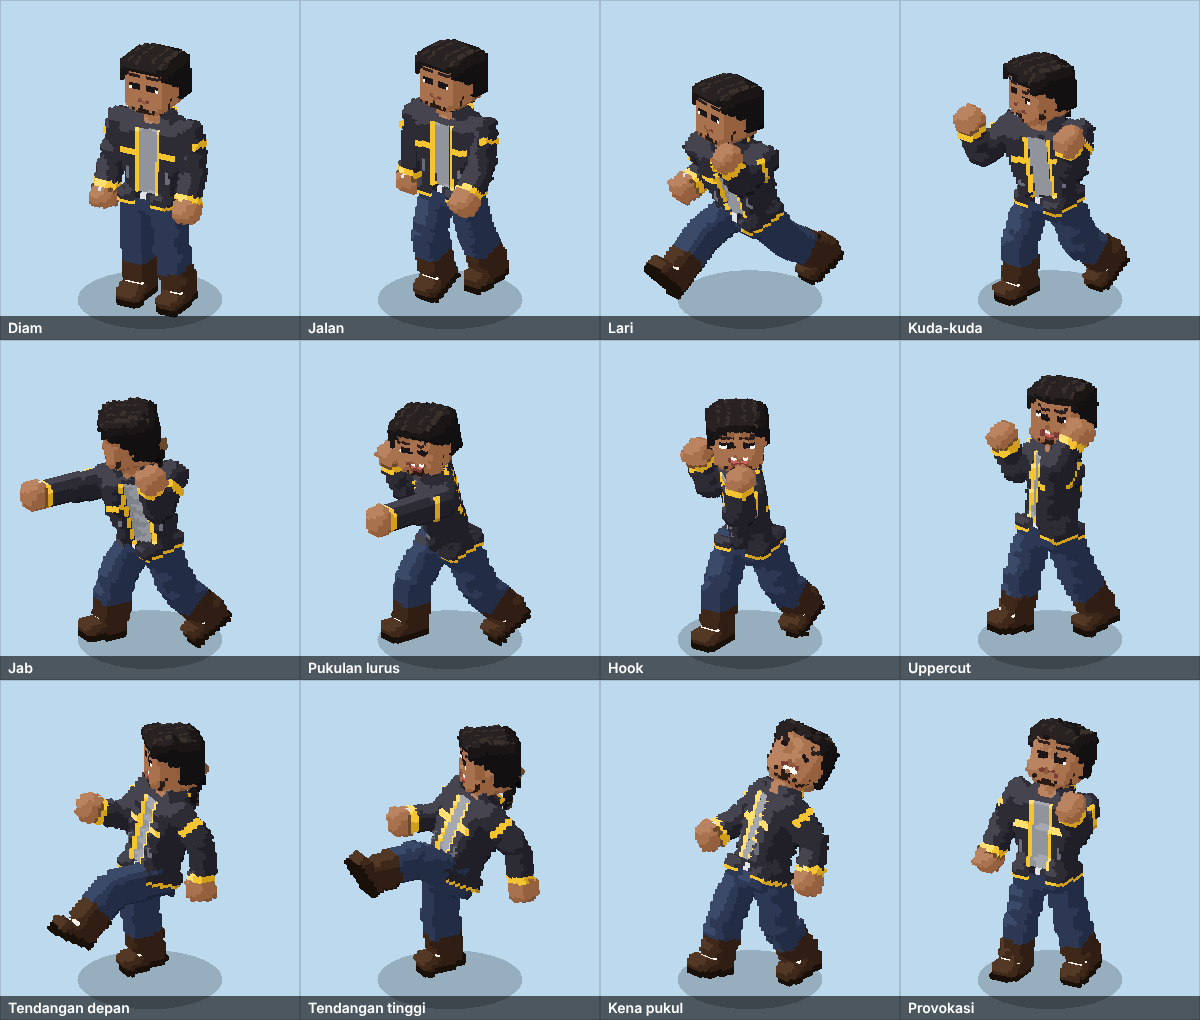 Diam
Jalan
Lari
Kuda-kuda
Jab
Pukulan lurus
Hook
Uppercut
Tendangan depan
Tendangan tinggi
Kena pukul
Provokasi